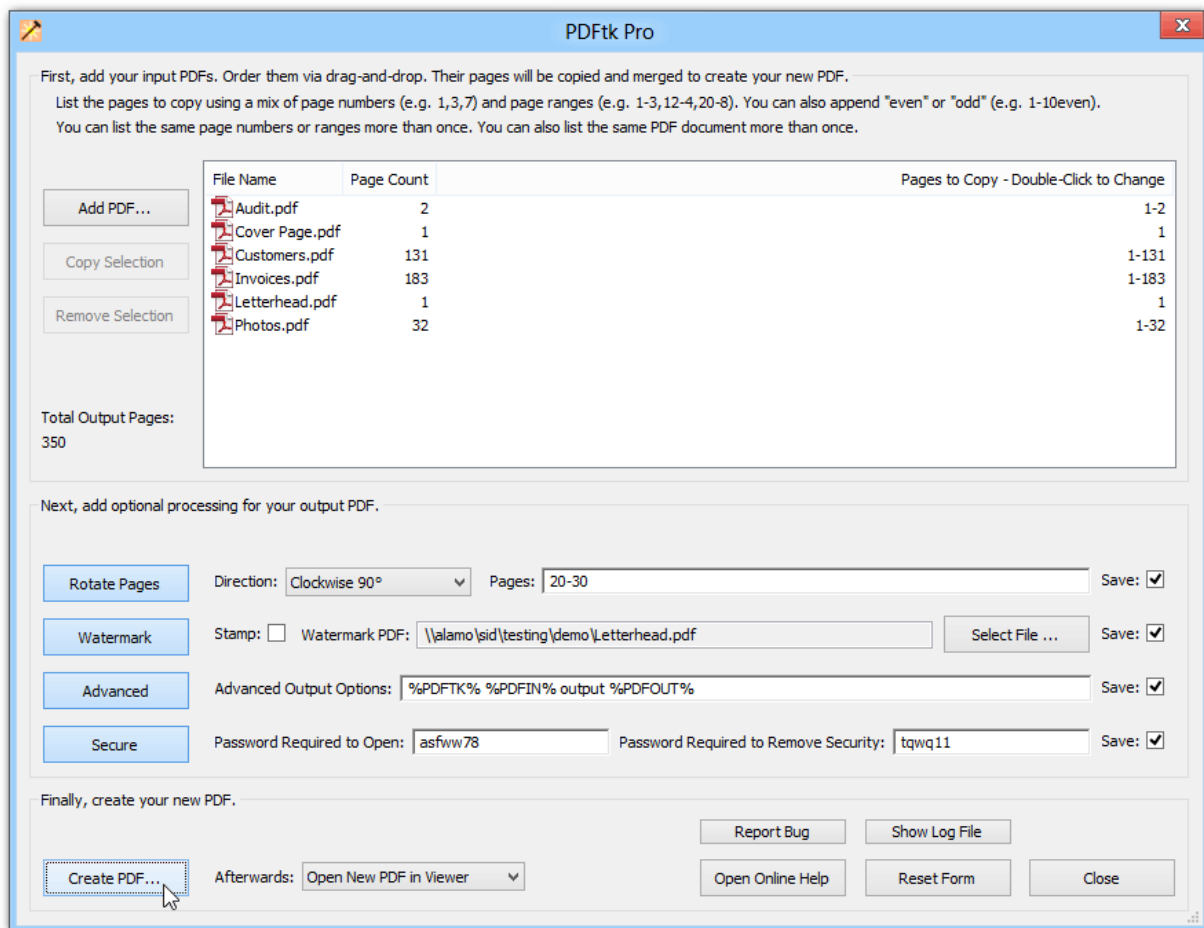 PDFtk Pro
First, add your input PDFs. Order them via drag-and-drop. Their pages will be copied and merged to create your new PDF.
List the pages to copy using a mix of page numbers (e.g. 1,3,7) and page ranges (e.g. 1-3,12-4,20-8). You can also append "even" or "odd" (e.g. 1-10even).
You can list the same page numbers or ranges more than once. You can also list the same PDF document more than once.
File Name Page Count Pages to Copy - Double-Click to Change
Add PDF...
Audit.pdf 2 1-2
Cover Page.pdf 1 1
Customers.pdf 131 1-131
Copy Selection
Invoices.pdf 183 1-183
Letterhead.pdf 1 1
Remove Selection
Photos.pdf 32 1-32
Total Output Pages:
350
Next, add optional processing for your output PDF.
Rotate Pages Direction: Clockwise 90° Pages: 20-30 Save:
Watermark Stamp: Watermark PDF: \\alamo\sid\testing\demo\Letterhead.pdf Select File ... Save:
Advanced Advanced Output Options: %PDFTK% %PDFIN% output %PDFOUT% Save:
Secure Password Required to Open: asfww78 Password Required to Remove Security: tqwq11 Save:
Finally, create your new PDF.
Report Bug Show Log File
Create PDF... Afterwards: Open New PDF in Viewer Open Online Help Reset Form Close